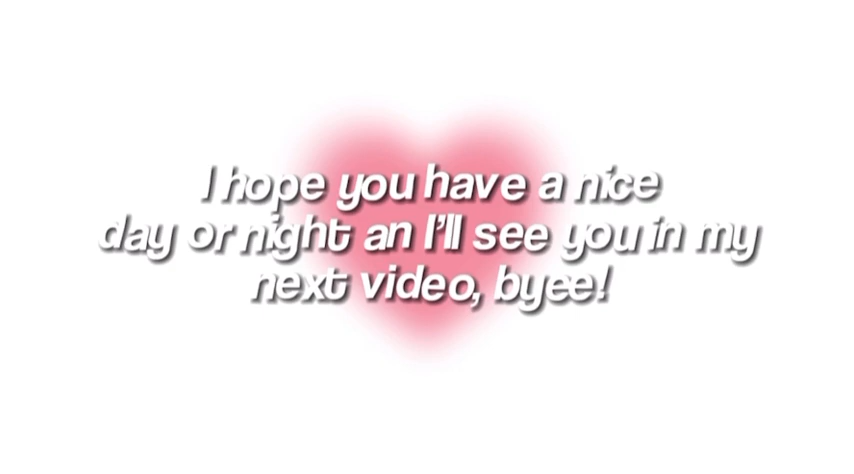 I hope you have a nice
day or night an I'll see you in my
next video, byee!